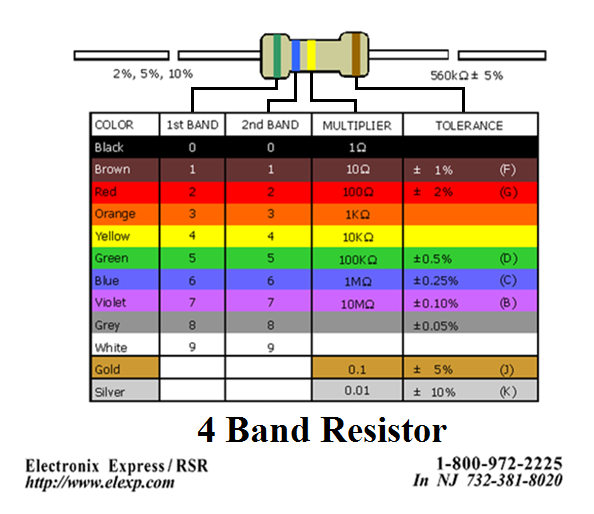 2%, 5%, 10% 560kΩ ± 5%
COLOR 1st BAND 2nd BAND MULTIPLIER TOLERANCE
Black 0 0 1Ω
Brown 1 1 10Ω ± 1% (F)
Red 2 2 100Ω ± 2% (G)
Orange 3 3 1KΩ
Yellow 4 4 10KΩ
Green 5 5 100KΩ ±0.5% (D)
Blue 6 6 1MΩ ±0.25% (C)
Violet 7 7 10MΩ ±0.10% (B)
Grey 8 8 ±0.05%
White 9 9
Gold 0.1 ± 5% (J)
Silver 0.01 ± 10% (K)
4 Band Resistor
Electronix Express/RSR 1-800-972-2225
http://www.elexp.com In NJ 732-381-8020